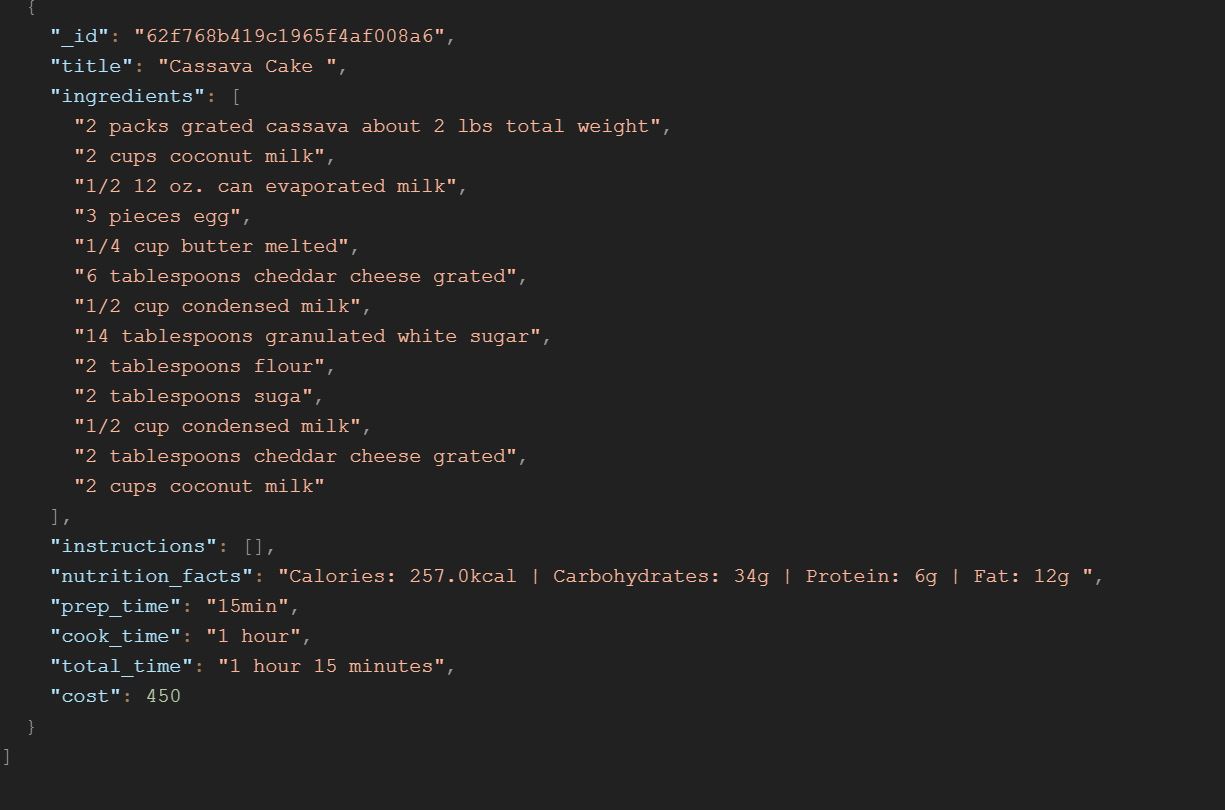 {
"_id": "62f768b419c1965f4af008a6",
"title": "Cassava Cake ",
"ingredients": [
"2 packs grated cassava about 2 lbs total weight",
"2 cups coconut milk",
"1/2 12 oz. can evaporated milk",
"3 pieces egg",
"1/4 cup butter melted",
"6 tablespoons cheddar cheese grated",
"1/2 cup condensed milk",
"14 tablespoons granulated white sugar",
"2 tablespoons flour",
"2 tablespoons suga",
"1/2 cup condensed milk",
"2 tablespoons cheddar cheese grated",
"2 cups coconut milk"
],
"instructions": [],
"nutrition_facts": "Calories: 257.0kcal | Carbohydrates: 34g | Protein: 6g | Fat: 12g ",
"prep_time": "15min",
"cook_time": "1 hour",
"total_time": "1 hour 15 minutes",
"cost": 450
}
]